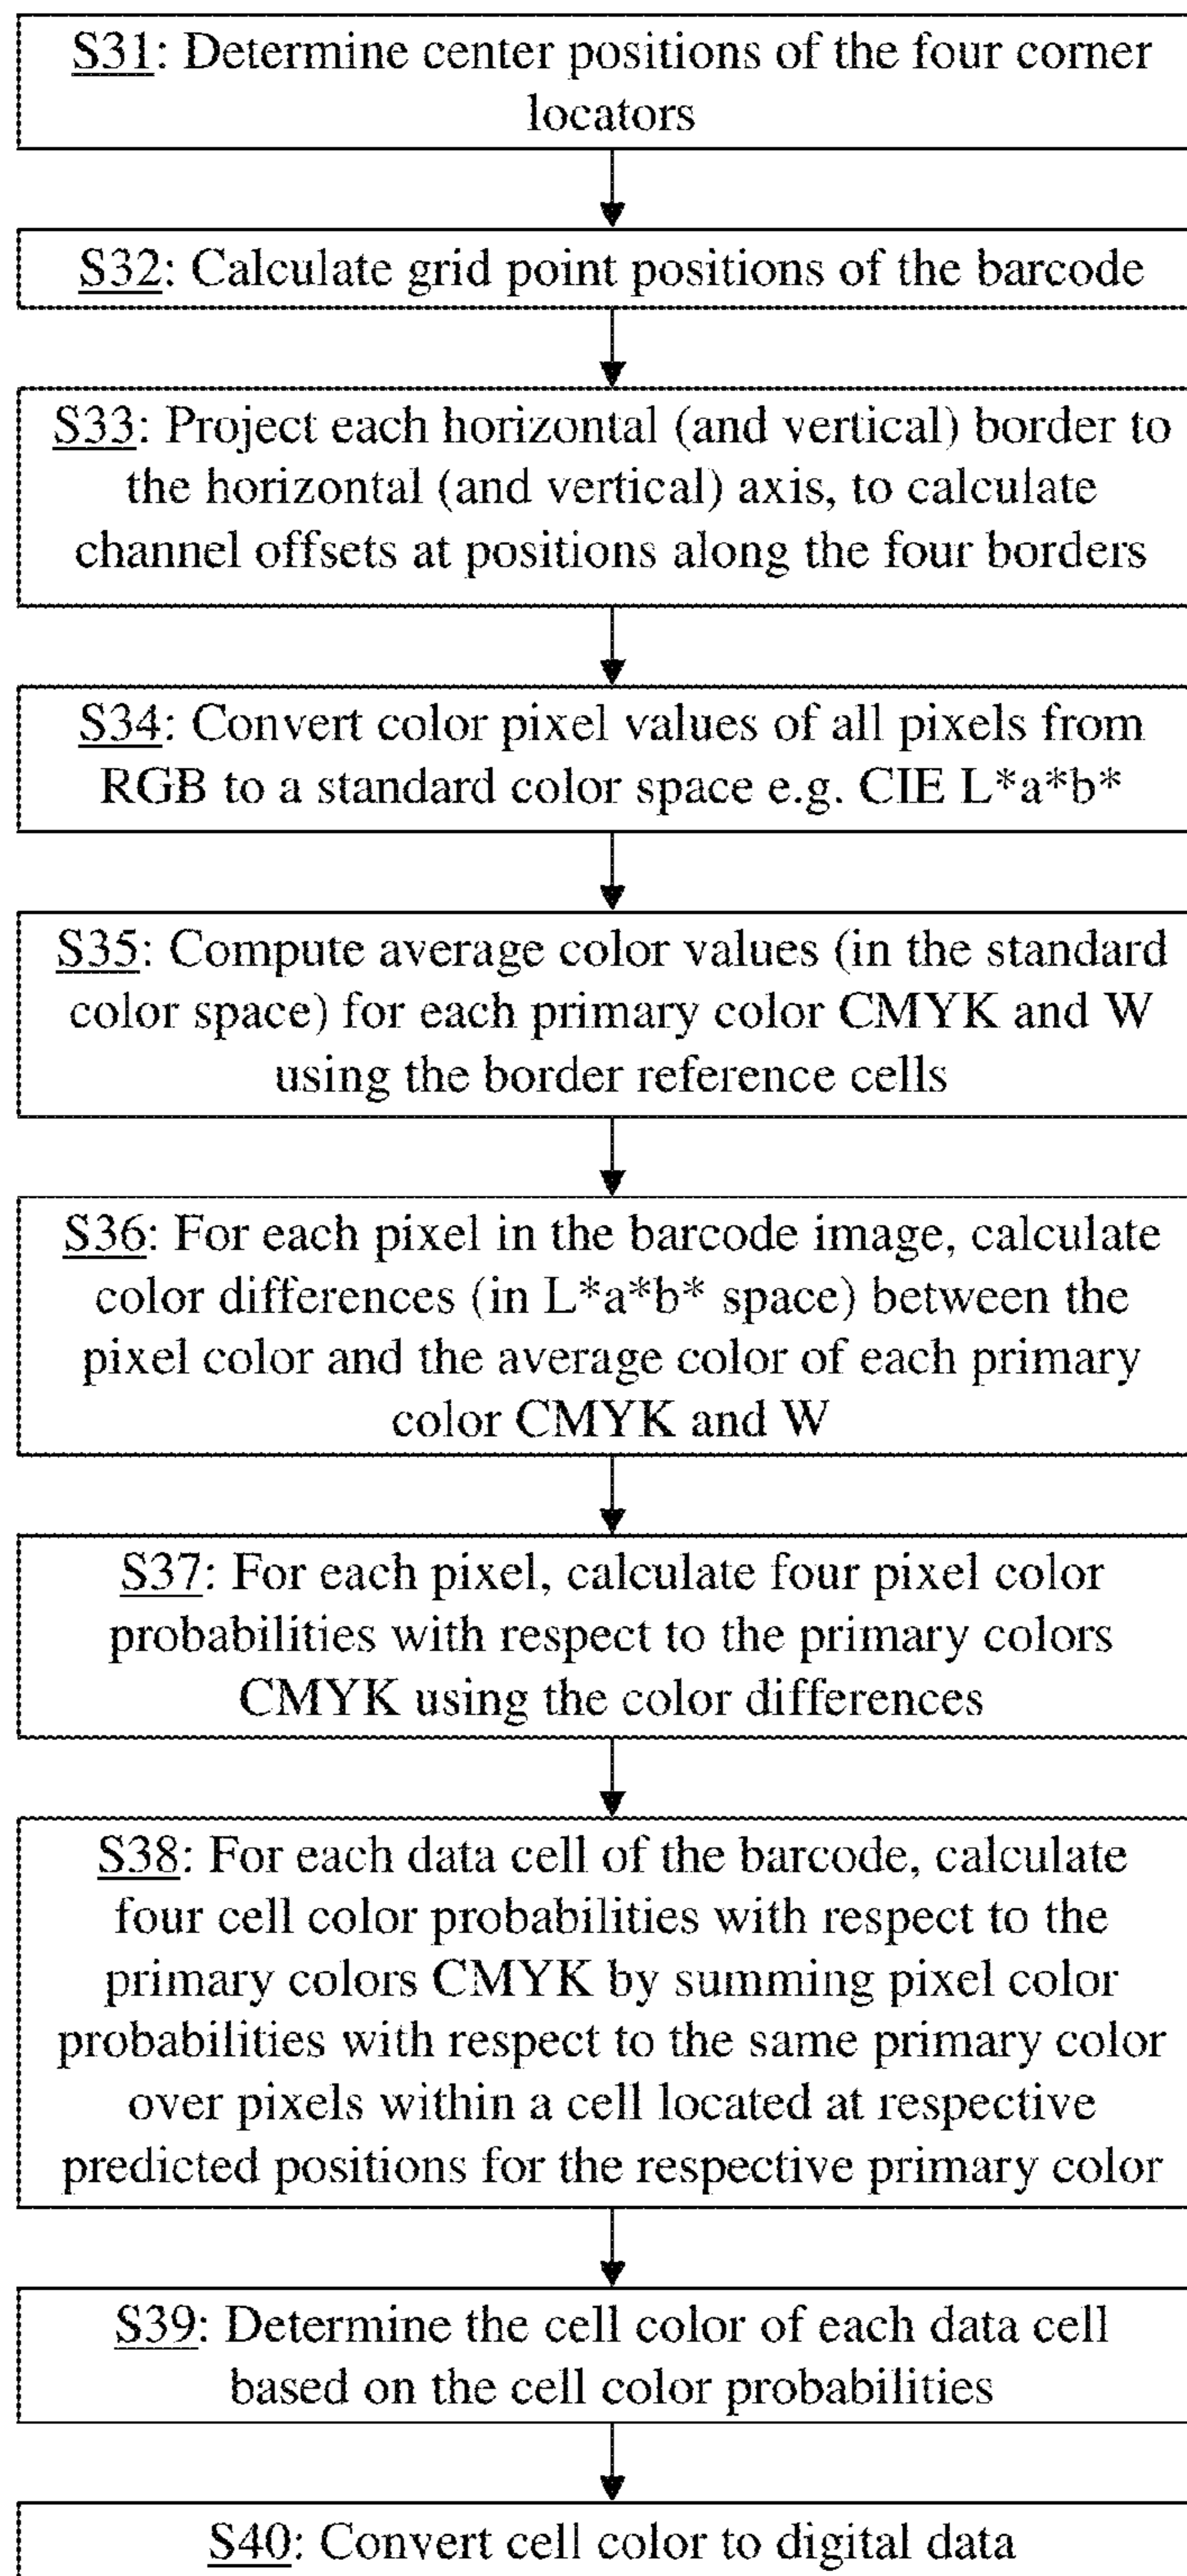 S31: Determine center positions of the four corner
locators
S32: Calculate grid point positions of the barcode
S33: Project each horizontal (and vertical) border to
the horizontal (and vertical) axis, to calculate
channel offsets at positions along the four borders
S34: Convert color pixel values of all pixels from
RGB to a standard color space e.g. CIE L*a*b*
S35: Compute average color values (in the standard
color space) for each primary color CMYK and W
using the border reference cells
S36: For each pixel in the barcode image, calculate
color differences (in L*a*b* space) between the
pixel color and the average color of each primary
color CMYK and W
S37: For each pixel, calculate four pixel color
probabilities with respect to the primary colors
CMYK using the color differences
S38: For each data cell of the barcode, calculate
four cell color probabilities with respect to the
primary colors CMYK by summing pixel color
probabilities with respect to the same primary color
over pixels within a cell located at respective
predicted positions for the respective primary color
S39: Determine the cell color of each data cell
based on the cell color probabilities
S40: Convert cell color to digital data